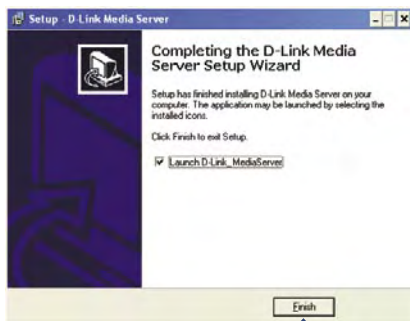 Setup - D-Link Media Server
Completing the D-Link Media
Server Setup Wizard
Setup has finished installing D-Link Media Server on your
computer. The application may be launched by selecting the
installed icons.
Click Finish to exit Setup.
Launch D-Link_MediaServer
Finish